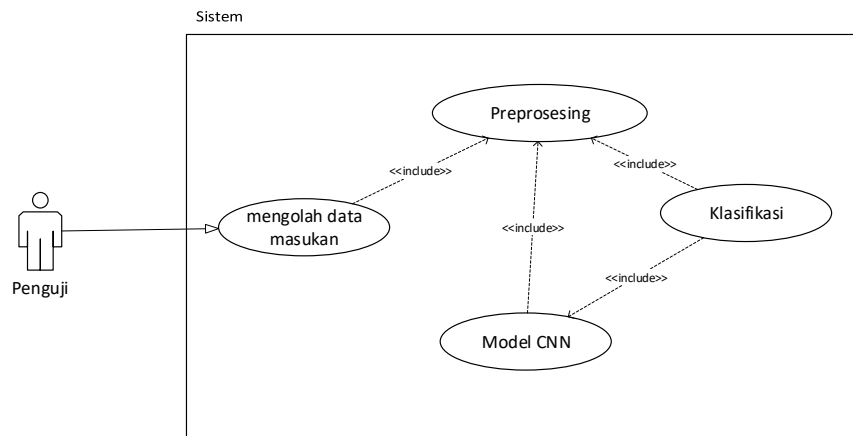 Sistem
Preprosesing
<<include>>
<<include>>
mengolah data
masukan
Klasifikasi
<<include>>
<<include>>
Penguji
Model CNN